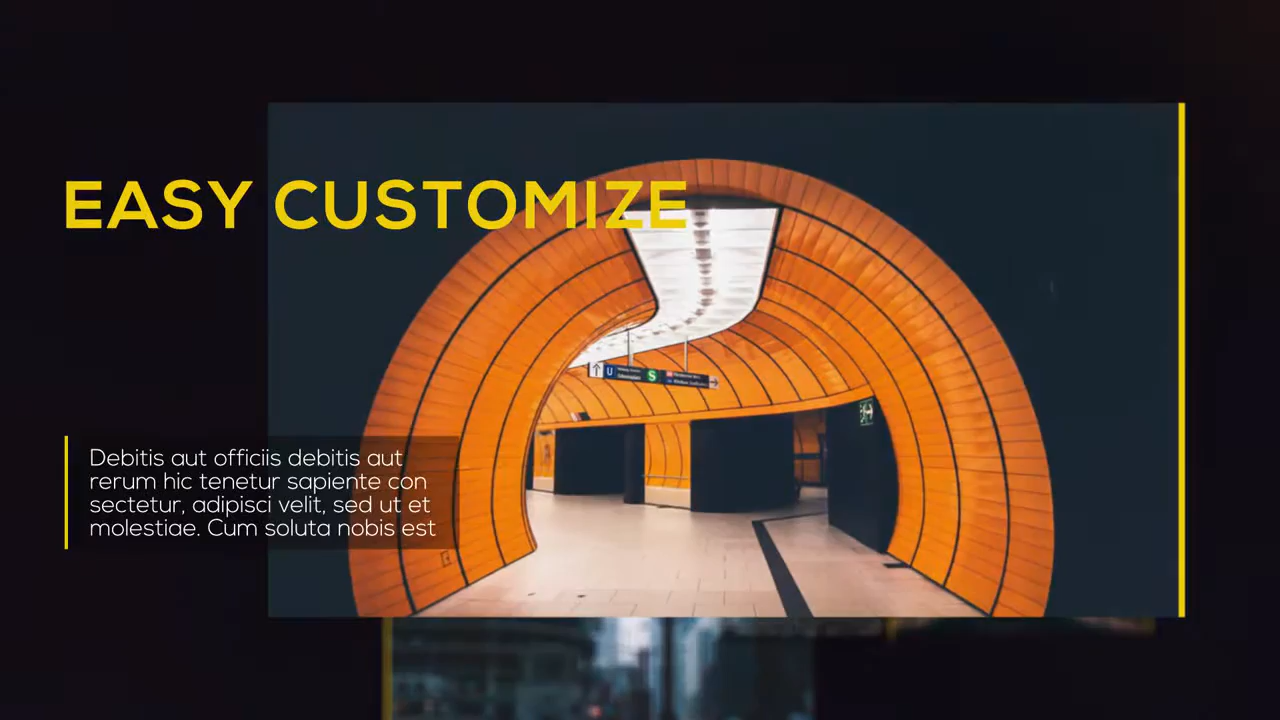 EASY CUSTOMIZE
U
S
Debitis aut officiis debitis aut
rerum hic tenetur sapiente con
sectetur, adipisci velit, sed ut et
molestiae. Cum soluta nobis est